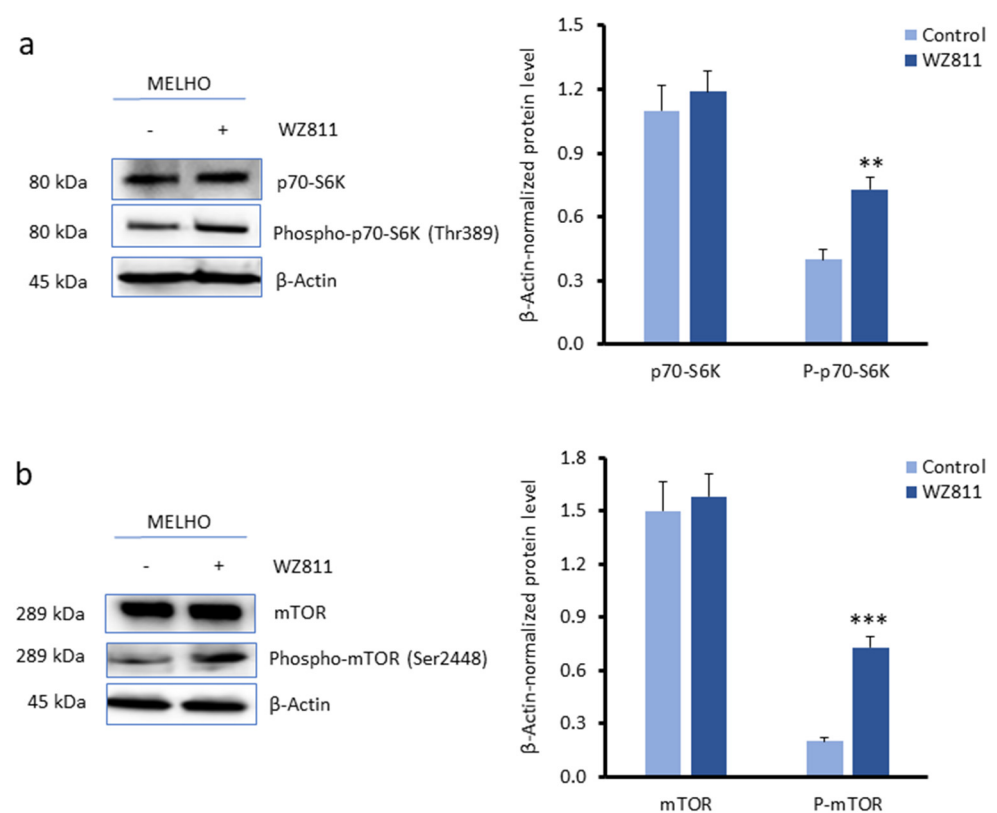 a
MELHO
- + WZ811
80 kDa p70-S6K
80 kDa Phospho-p70-S6K (Thr389)
45 kDa β-Actin
β-Actin-normalized protein level
1.5
1.2
0.9
0.6
0.3
0.0
Control
WZ811
**
p70-S6K P-p70-S6K
b
MELHO
- + WZ811
289 kDa mTOR
289 kDa Phospho-mTOR (Ser2448)
45 kDa β-Actin
β-Actin-normalized protein level
1.8
1.5
1.2
0.9
0.6
0.3
0.0
Control
WZ811
***
mTOR P-mTOR